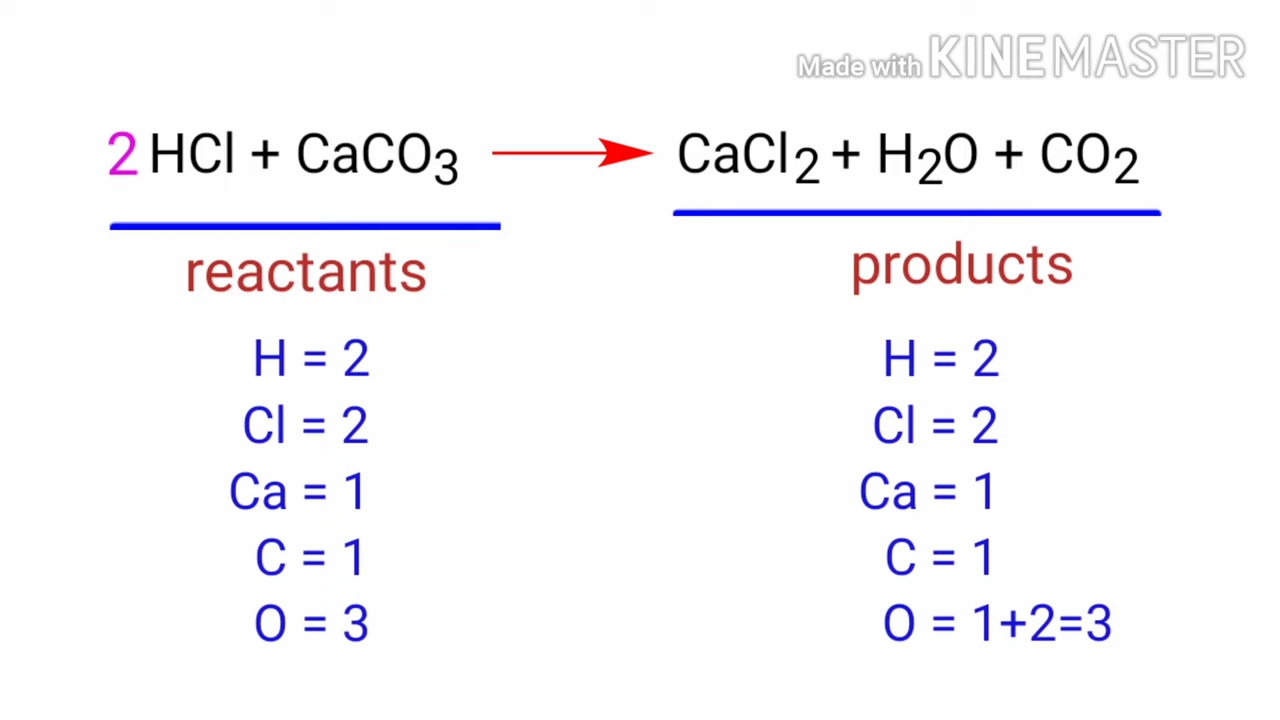 Made with KINEMASTER
2 HCl + CaCO₃ → CaCl₂ + H₂O + CO₂
reactants
products
H = 2
Cl = 2
Ca = 1
C = 1
O = 3
H = 2
Cl = 2
Ca = 1
C = 1
O = 1+2=3